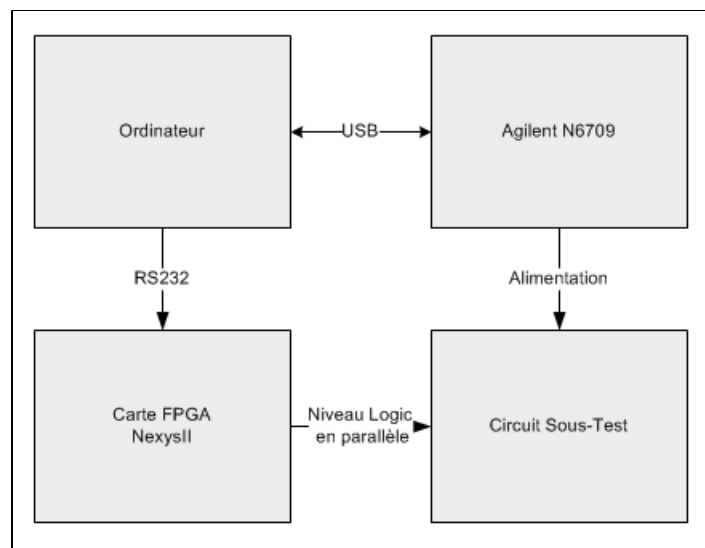 Ordinateur
USB
Agilent N6709
RS232
Alimentation
Carte FPGA
NexysII
Niveau Logic
en parallèle
Circuit Sous-Test